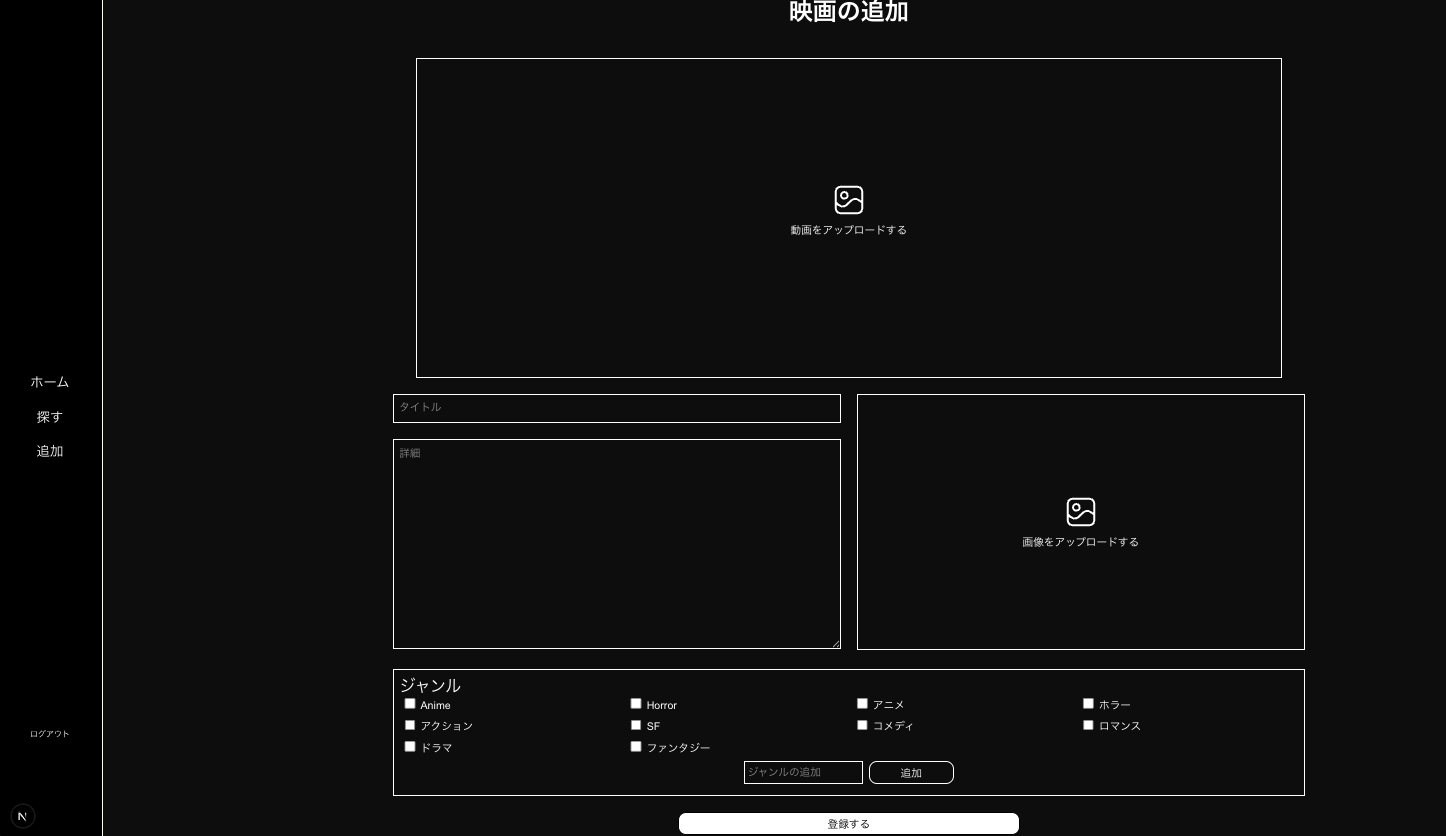 映画の追加
動画をアップロードする
ホーム
探す
追加
タイトル
詳細
画像をアップロードする
ジャンル
Anime
Horror
アニメ
ホラー
アクション
SF
コメディ
ロマンス
ドラマ
ファンタジー
ジャンルの追加
追加
ログアウト
N
登録する